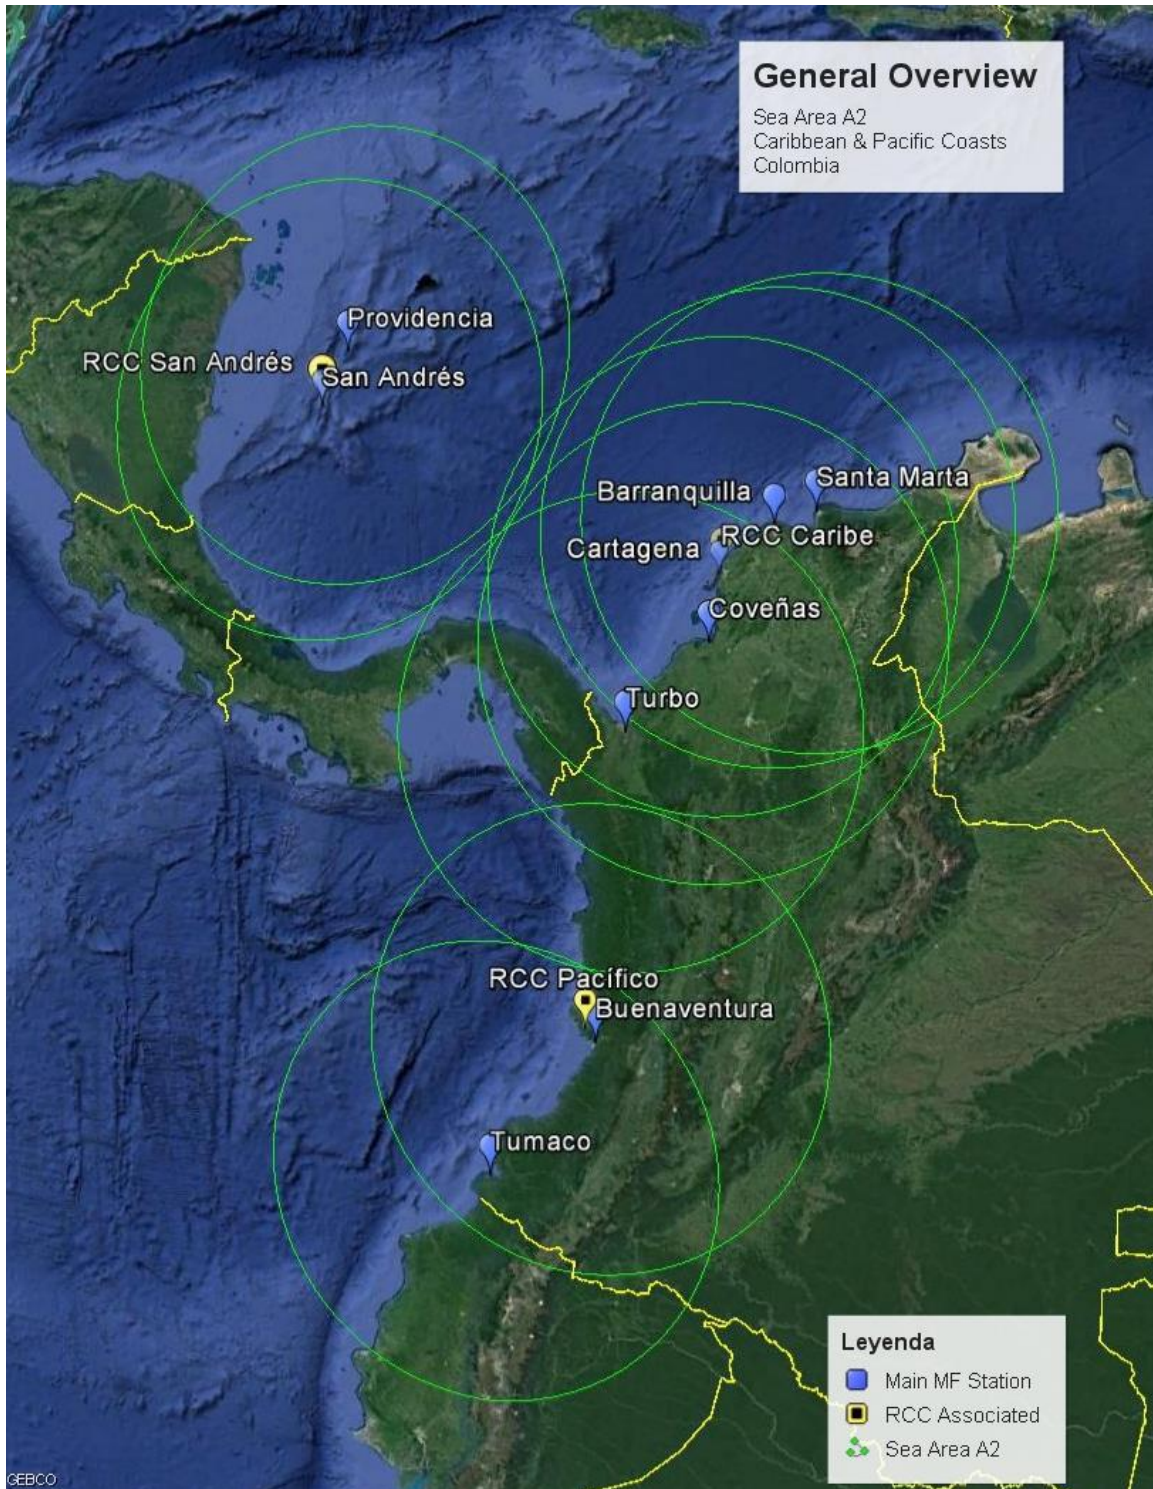 General Overview
Sea Area A2
Caribbean & Pacific Coasts
Colombia
Providencia
RCC San Andrés
San Andrés
Santa Marta
Barranquilla
RCC Caribe
Cartagena
Coveñas
Turbo
RCC Pacífico
Buenaventura
Tumaco
Leyenda
Main MF Station
RCC Associated
Sea Area A2
GEBCO